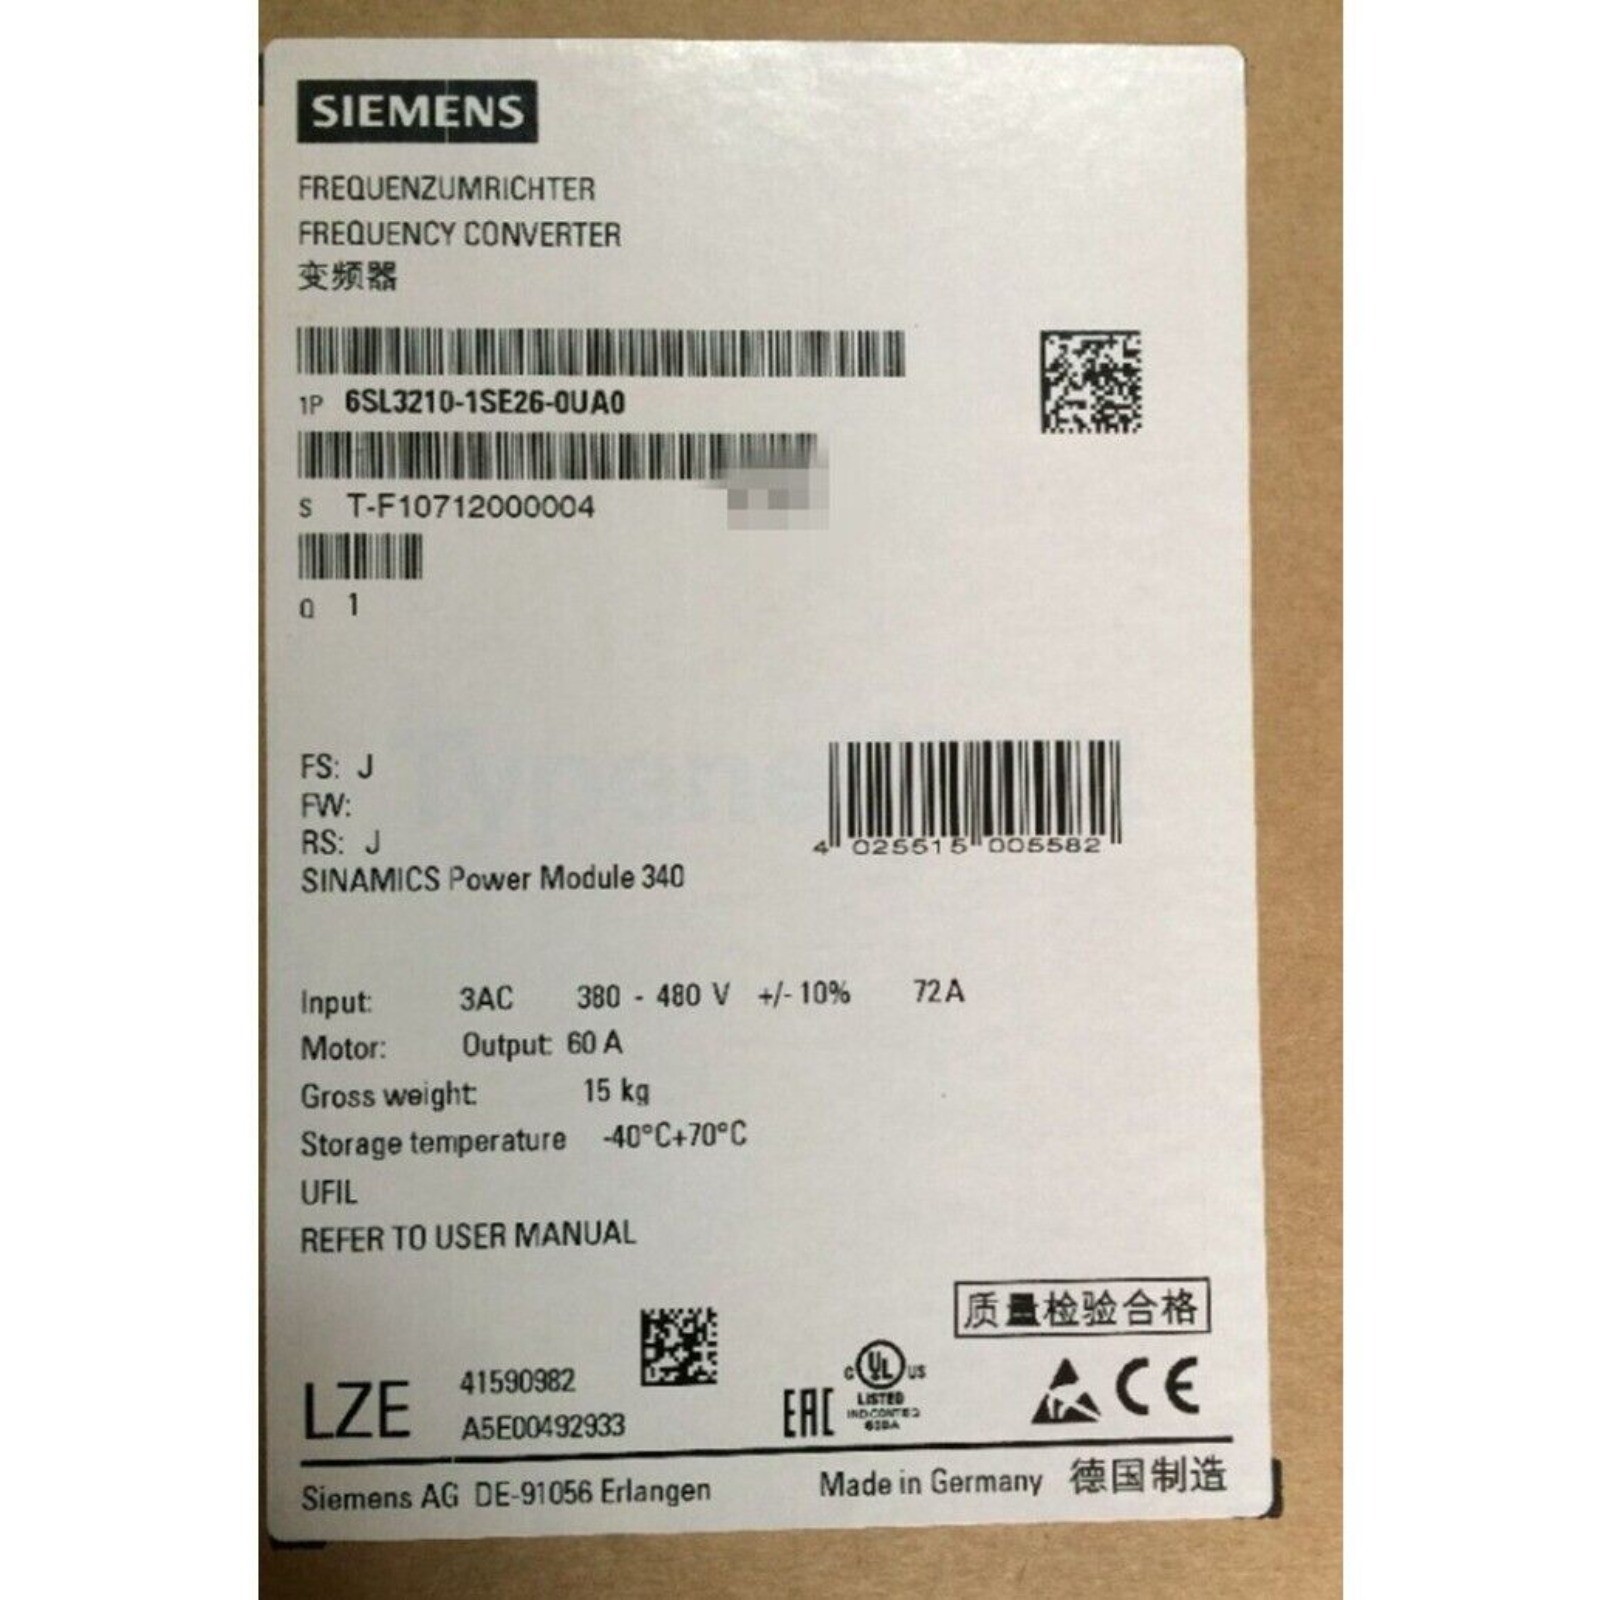 SIEMENS
FREQUENZUMRICHTER
FREQUENCY CONVERTER
变频器
1P 6SL3210-1SE26-0UA0
S T-F10712000004
Q 1
FS: J
FW:
RS: J
4 025515 005582
SINAMICS Power Module 340
Input: 3AC 380 - 480 V +/- 10% 72A
Motor: Output: 60 A
Gross weight: 15 kg
Storage temperature -40°C+70°C
UFIL
REFER TO USER MANUAL
质量检验合格
LZE 41590982
A5E00492933
EAC
C UL US
LISTED
CE
Siemens AG DE-91056 Erlangen Made in Germany 德国制造